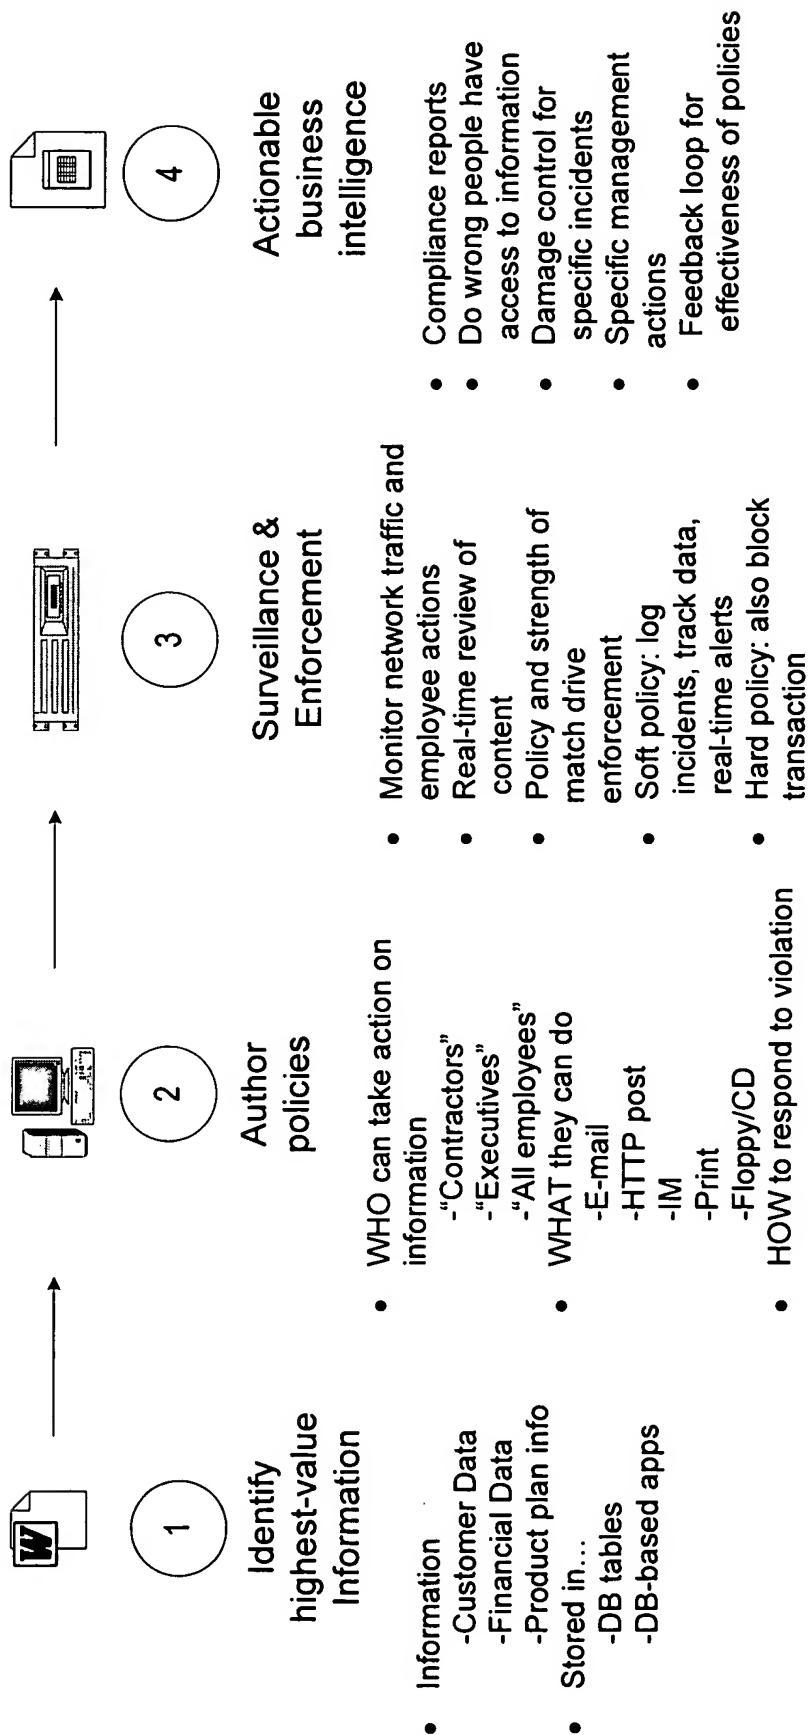 W
1
Identify
highest-value
Information
• Information
-Customer Data
-Financial Data
-Product plan info
• Stored in...
-DB tables
-DB-based apps
2
Author
policies
• WHO can take action on
information
-“Contractors”
-“Executives”
-“All employees”
• WHAT they can do
-E-mail
-HTTP post
-IM
-Print
-Floppy/CD
• HOW to respond to violation
3
Surveillance &
Enforcement
• Monitor network traffic and
employee actions
• Real-time review of
content
• Policy and strength of
match drive
enforcement
• Soft policy: log
incidents, track data,
real-time alerts
• Hard policy: also block
transaction
4
Actionable
business
intelligence
• Compliance reports
• Do wrong people have
access to information
• Damage control for
specific incidents
• Specific management
actions
• Feedback loop for
effectiveness of policies